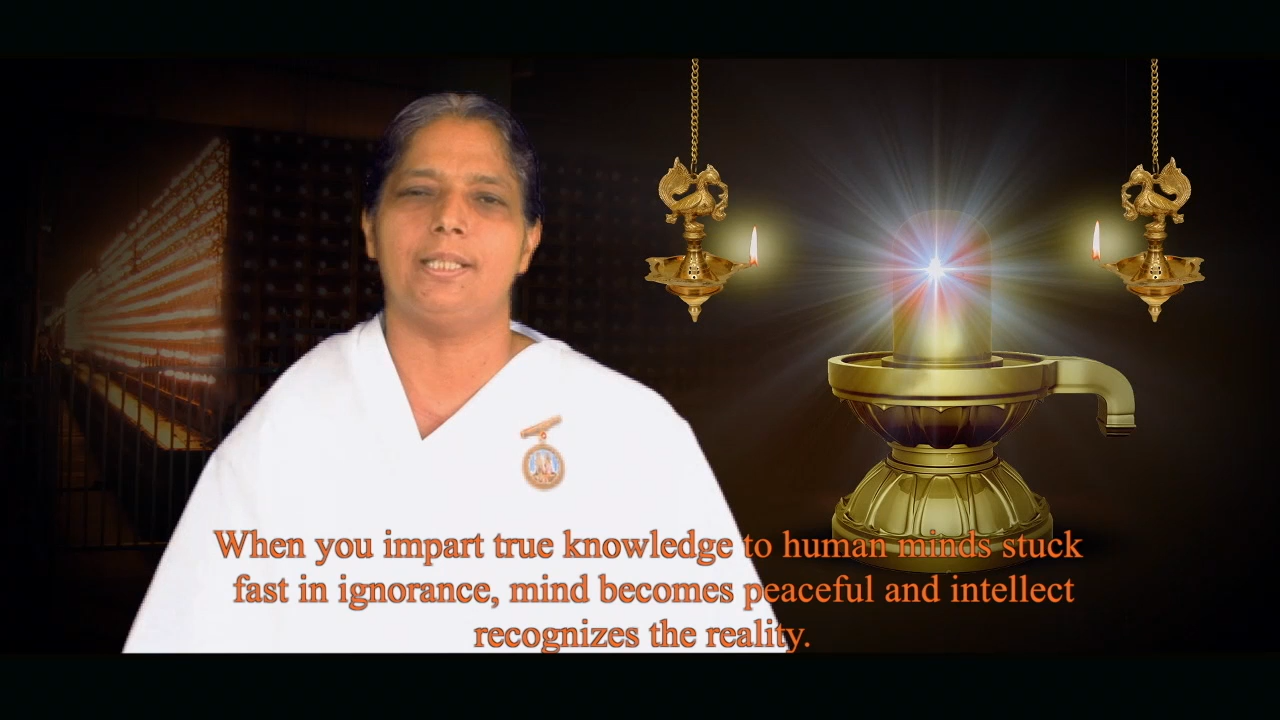 When you impart true knowledge to human minds stuck
fast in ignorance, mind becomes peaceful and intellect
recognizes the reality.